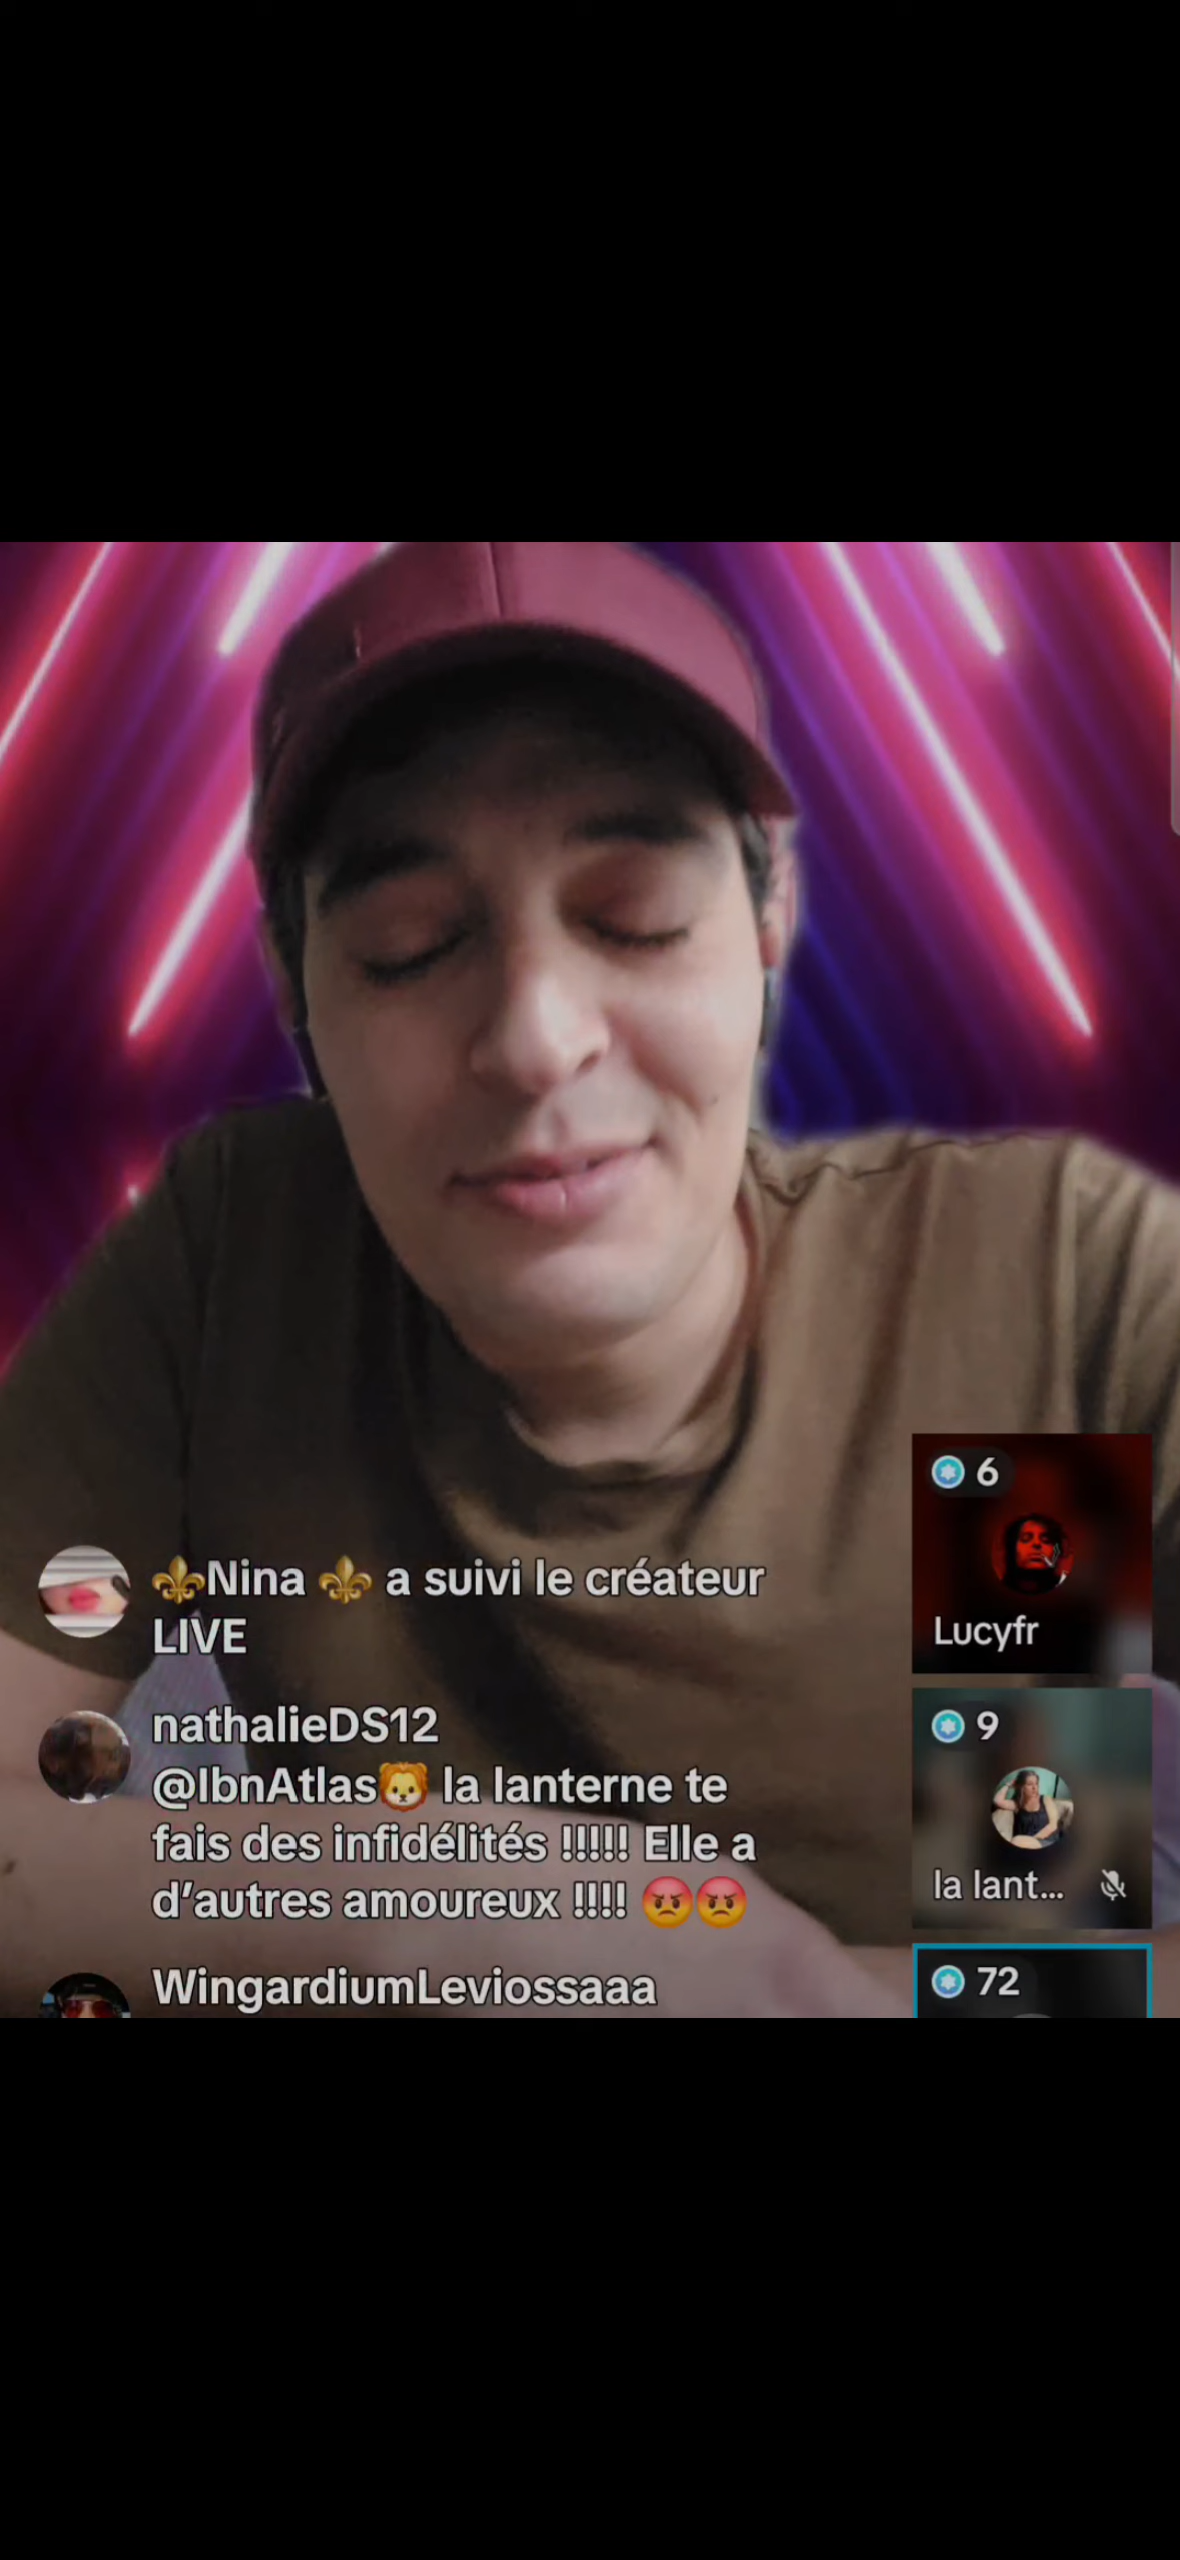 ⚜️Nina ⚜️ a suivi le créateur
LIVE
nathalieDS12
@IbnAtlas🦁 la lanterne te
fais des infidélités !!!!! Elle a
d'autres amoureux !!!! 😡😡
WingardiumLeviossaaa
6
Lucyfr
9
la lant...
72